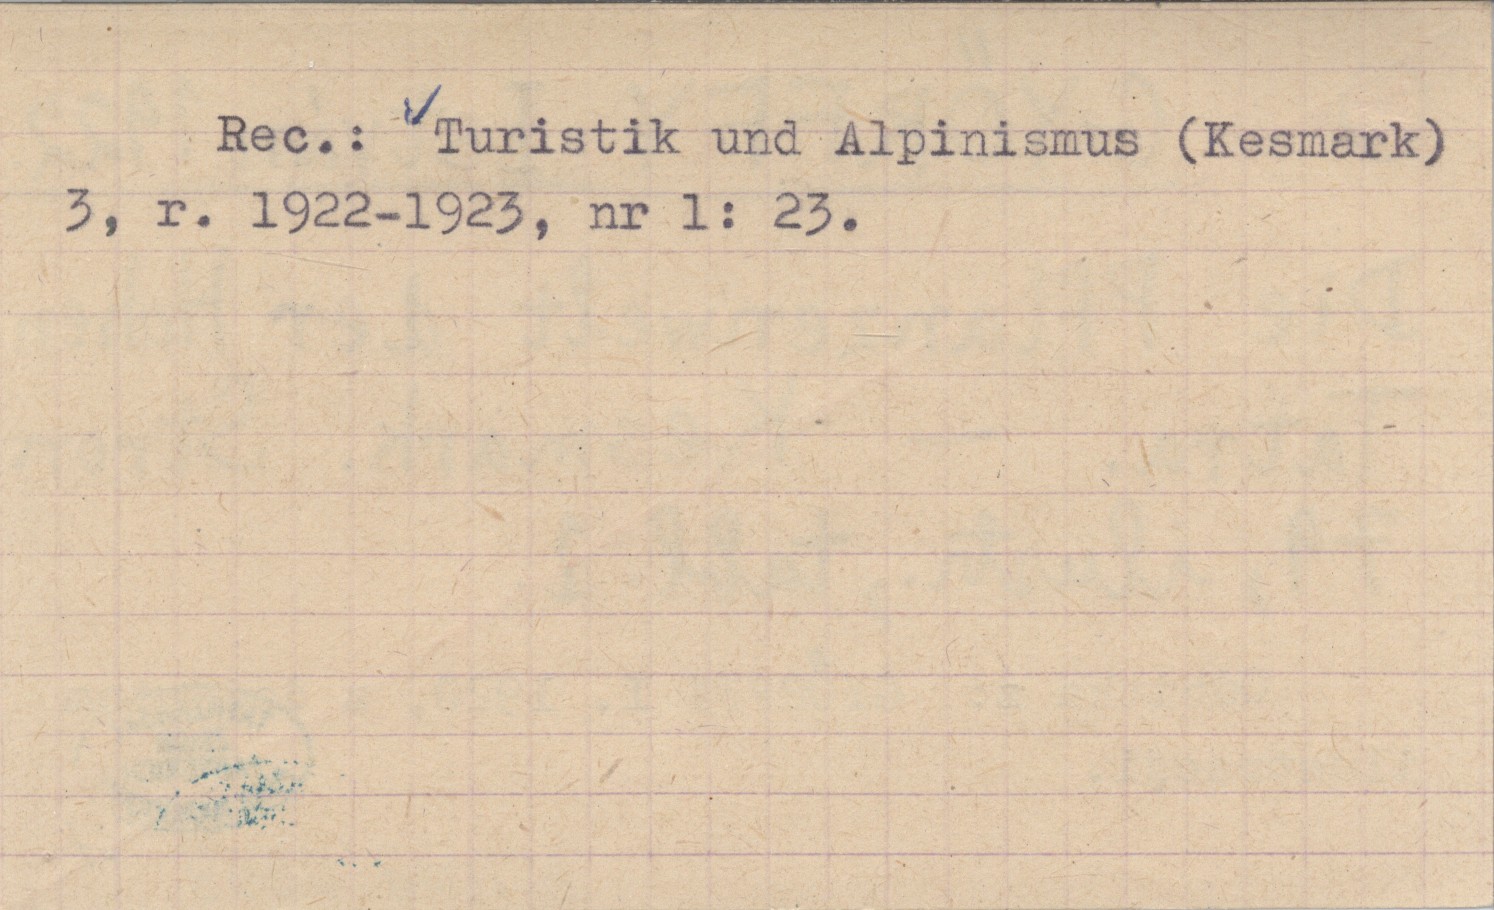 Rec.: ✓Turistik und Alpinismus (Kesmark)
3, r. 1922-1923, nr 1: 23.